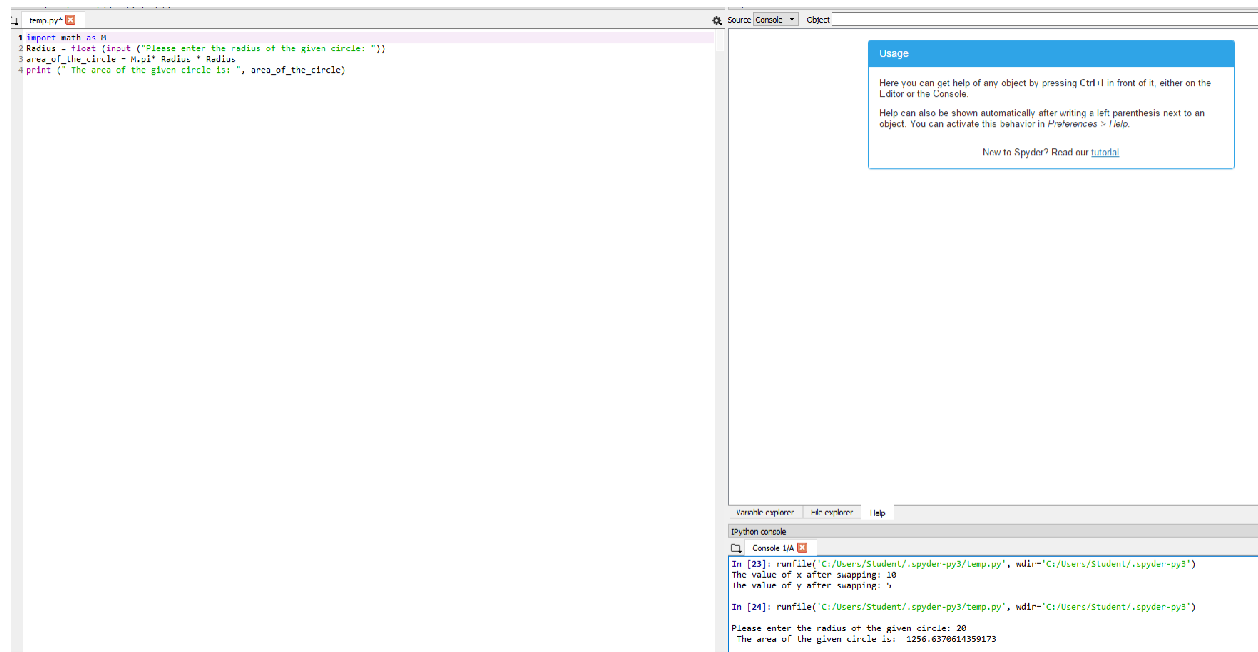 temp.py*
1 import math as M
2 Radius = float (input ("Please enter the radius of the given circle: "))
3 area_of_the_circle = M.pi* Radius * Radius
4 print (" The area of the given circle is: ", area_of_the_circle)
Source Console Object
Usage
Here you can get help of any object by pressing Ctrl+I in front of it, either on the
Editor or the Console.
Help can also be shown automatically after writing a left parenthesis next to an
object. You can activate this behavior in Preferences > Help.
New to Spyder? Read our tutorial
Variable explorer File explorer Help
IPython console
Console 1/A
In [23]: runfile('C:/Users/Student/.spyder-py3/temp.py', wdir='C:/Users/Student/.spyder-py3')
The value of x after swapping: 10
The value of y after swapping: 5
In [24]: runfile('C:/Users/Student/.spyder-py3/temp.py', wdir='C:/Users/Student/.spyder-py3')
Please enter the radius of the given circle: 20
The area of the given circle is: 1256.6370614359173